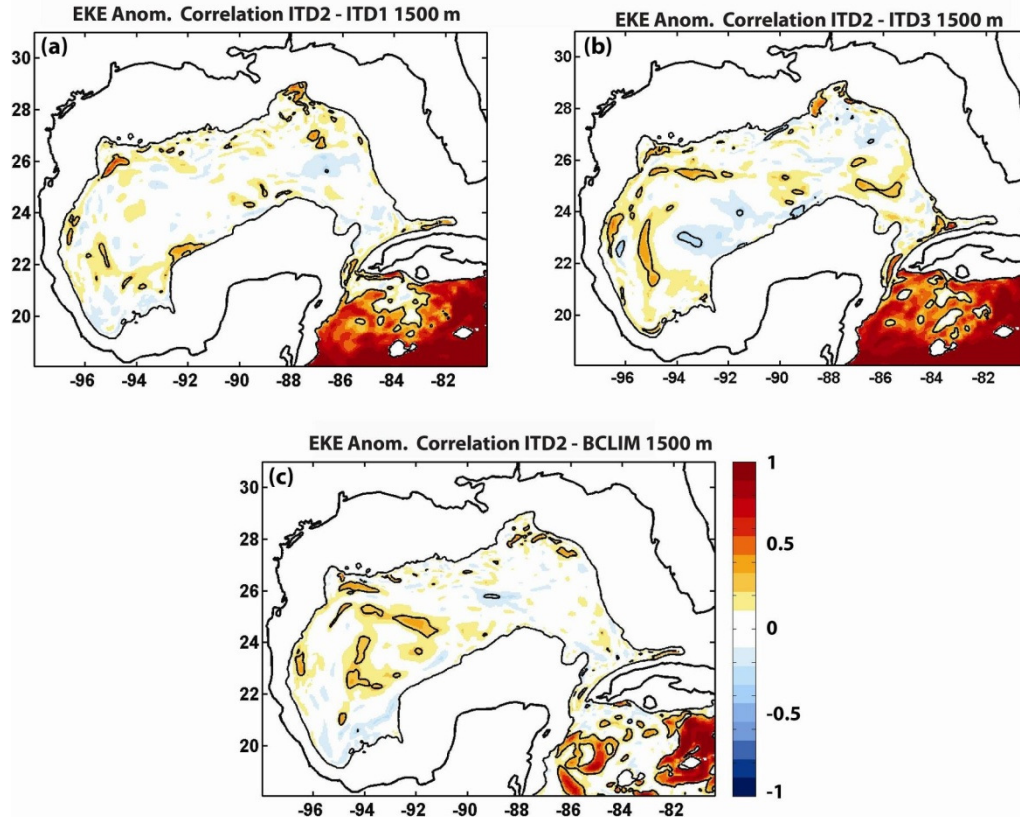 EKE Anom. Correlation ITD2 - ITD1 1500 m
(a)
30
28
26
24
22
20
-96 -94 -92 -90 -88 -86 -84 -82
EKE Anom. Correlation ITD2 - ITD3 1500 m
(b)
30
28
26
24
22
20
-96 -94 -92 -90 -88 -86 -84 -82
EKE Anom. Correlation ITD2 - BCLIM 1500 m
(c)
30
28
26
24
22
20
-96 -94 -92 -90 -88 -86 -84 -82
1
0.5
0
-0.5
-1